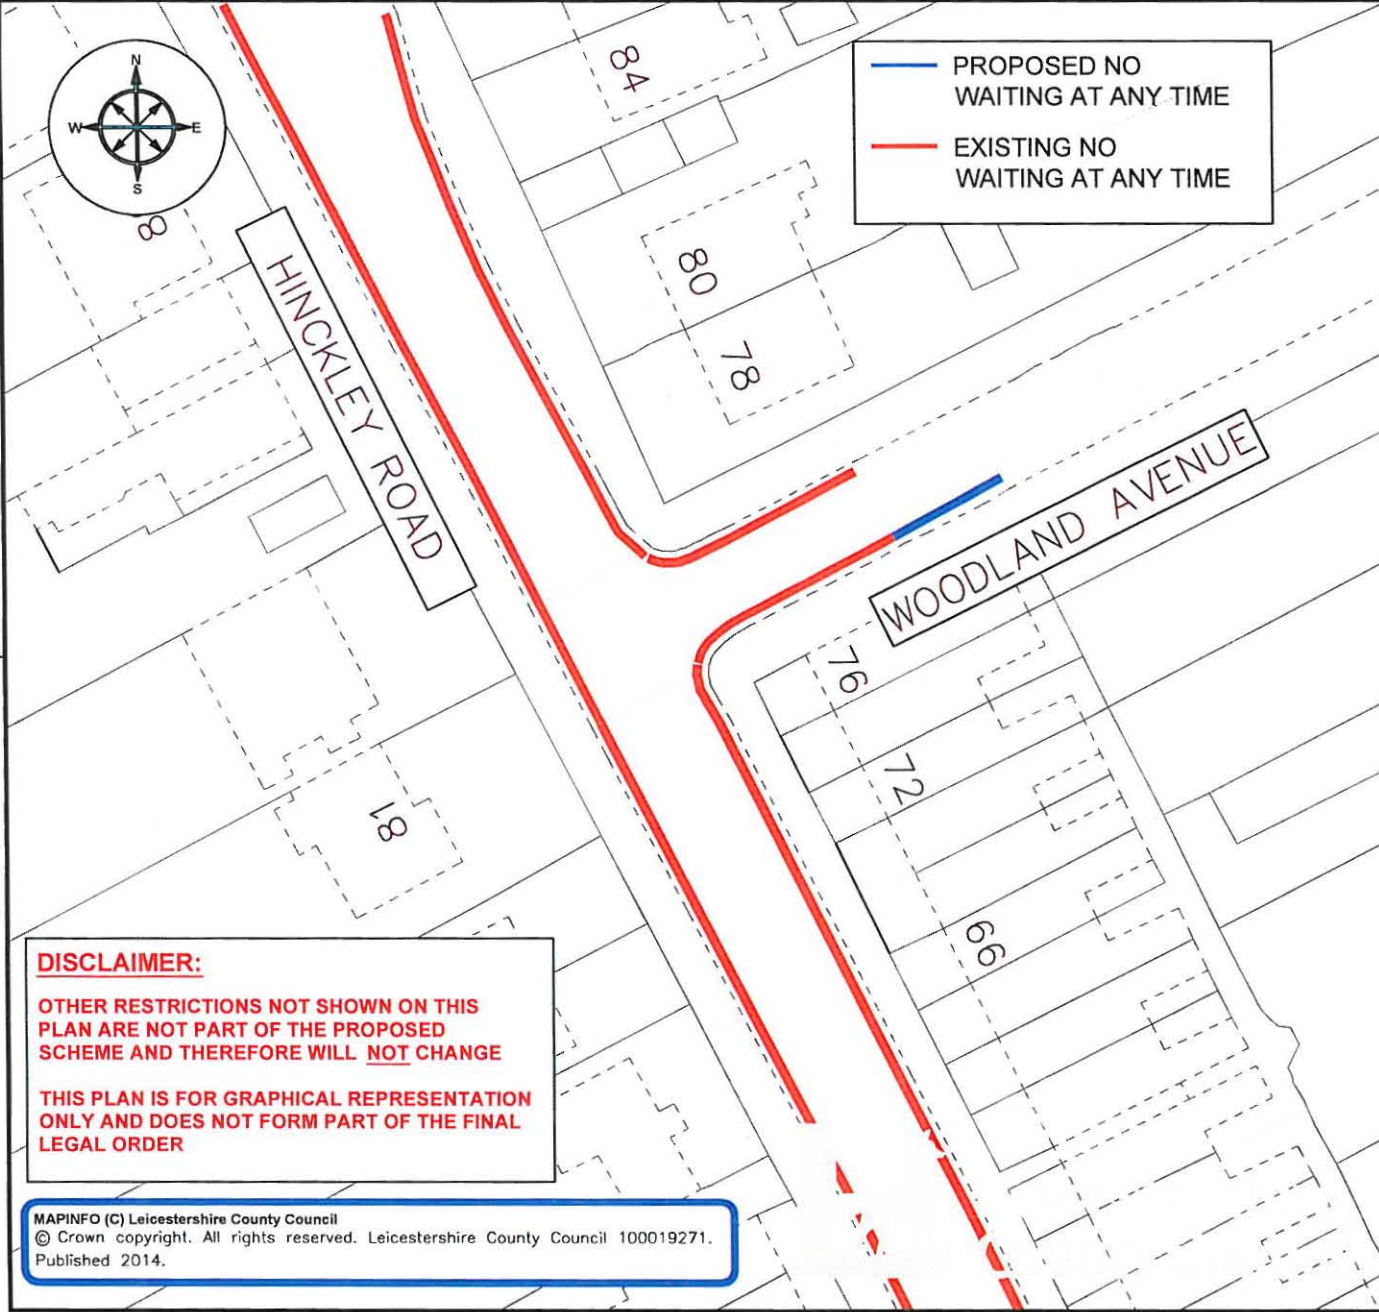 N
W
E
S
8
84
PROPOSED NO
WAITING AT ANY TIME
EXISTING NO
WAITING AT ANY TIME
80
78
HINCKLEY ROAD
WOODLAND AVENUE
76
72
81
66
DISCLAIMER:
OTHER RESTRICTIONS NOT SHOWN ON THIS
PLAN ARE NOT PART OF THE PROPOSED
SCHEME AND THEREFORE WILL NOT CHANGE
THIS PLAN IS FOR GRAPHICAL REPRESENTATION
ONLY AND DOES NOT FORM PART OF THE FINAL
LEGAL ORDER
MAPINFO (C) Leicestershire County Council
© Crown copyright. All rights reserved. Leicestershire County Council 100019271.
Published 2014.